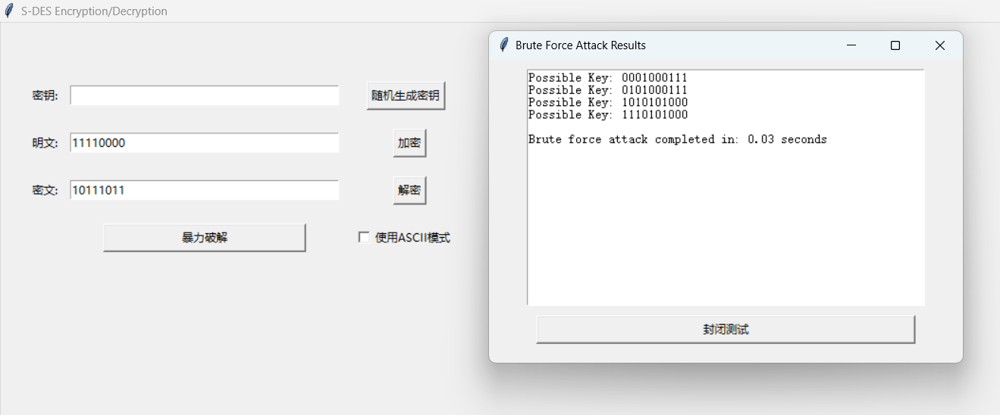 S-DES Encryption/Decryption
密钥:
随机生成密钥
明文:
11110000
加密
密文:
10111011
解密
暴力破解
使用ASCII模式
Brute Force Attack Results
Possible Key: 0001000111
Possible Key: 0101000111
Possible Key: 1010101000
Possible Key: 1110101000
Brute force attack completed in: 0.03 seconds
封闭测试